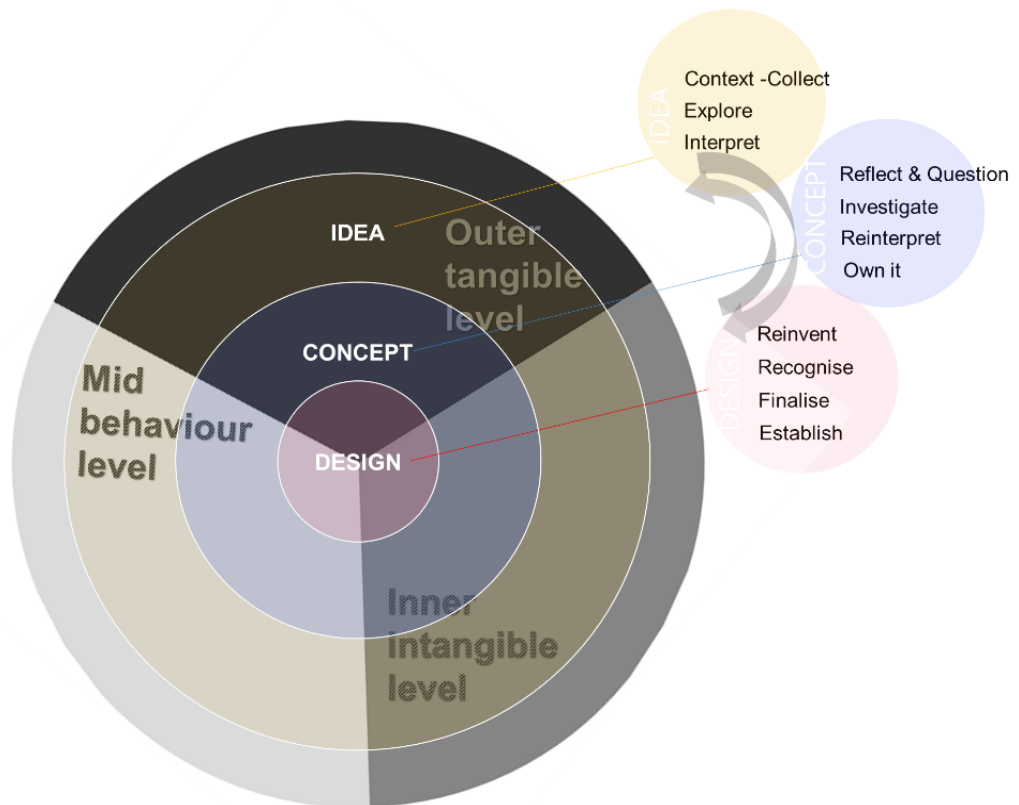 IDEA
Context -Collect
Explore
Interpret
CONCEPT
Reflect & Question
Investigate
Reinterpret
Own it
DESIGN
Reinvent
Recognise
Finalise
Establish
IDEA
Outer
tangible
level
CONCEPT
Mid
behaviour
level
DESIGN
Inner
intangible
level